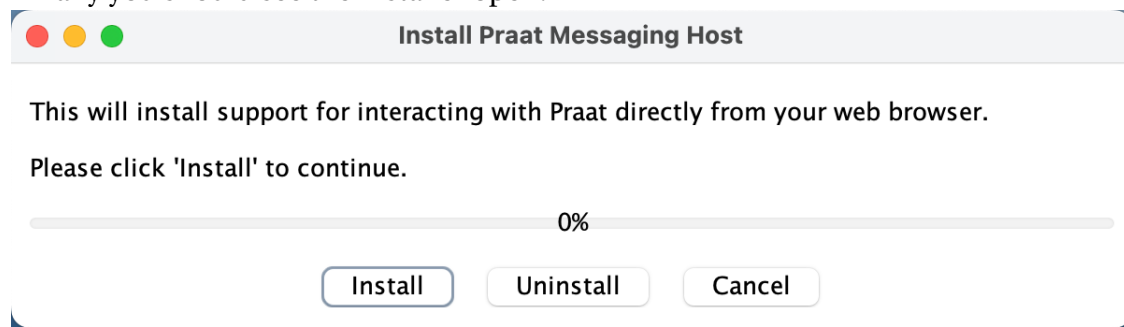 Install Praat Messaging Host
This will install support for interacting with Praat directly from your web browser.
Please click 'Install' to continue.
0%
Install Uninstall Cancel